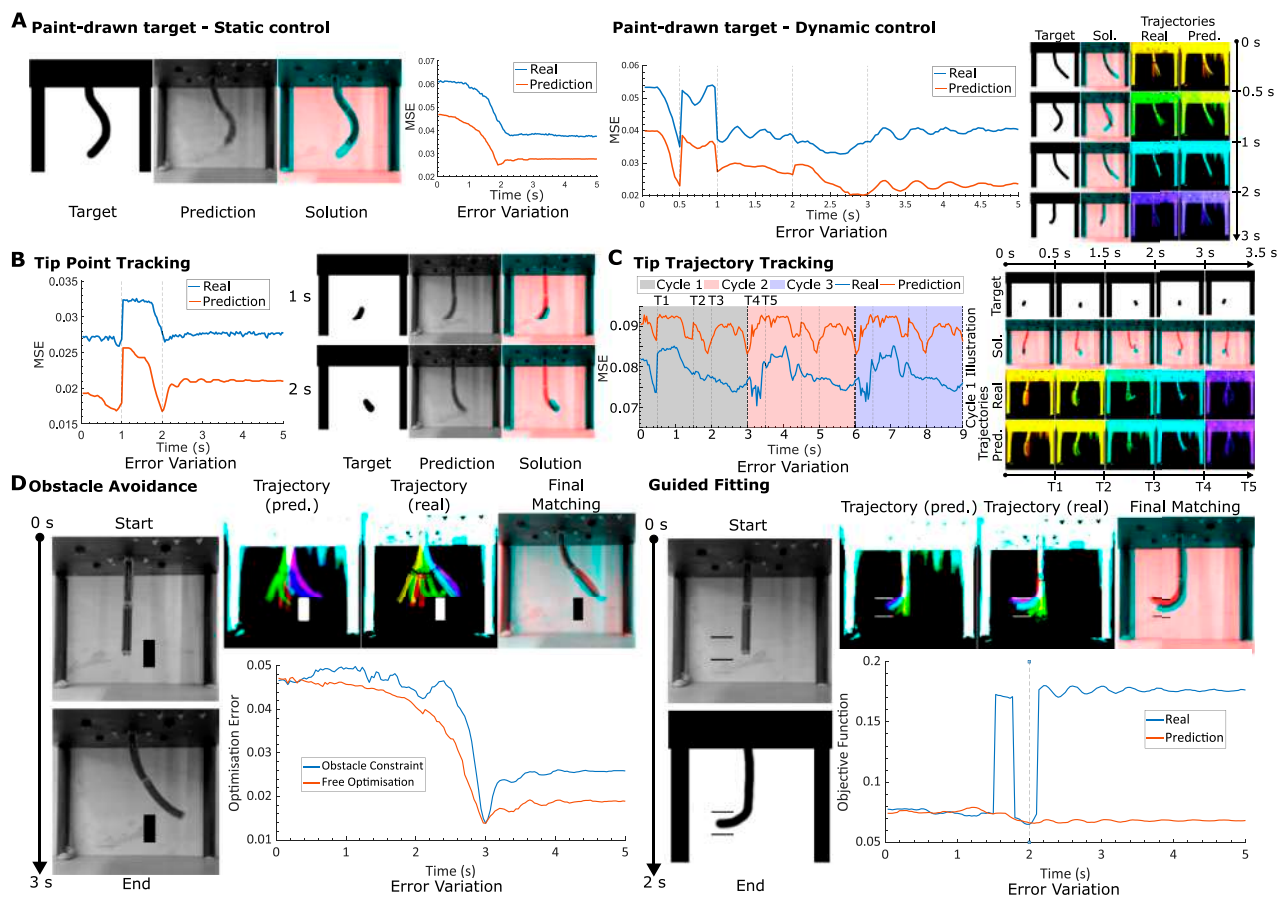 A
Paint-drawn target - Static control
Target
Prediction
Solution
MSE
0.07
0.06
0.05
0.04
0.03
0.02
Real
Prediction
0 1 2 3 4 5
Time (s)
Error Variation
Paint-drawn target - Dynamic control
MSE
0.06
0.05
0.04
0.03
0.02
Real
Prediction
0 0.5 1 1.5 2 2.5 3 3.5 4 4.5 5
Time (s)
Error Variation
Trajectories
Target Sol. Real Pred.
0 s
0.5 s
1 s
2 s
3 s
B
Tip Point Tracking
MSE
0.035
0.03
0.025
0.02
0.015
Real
Prediction
0 1 2 3 4 5
Time (s)
Error Variation
1 s
2 s
Target
Prediction
Solution
C
Tip Trajectory Tracking
Cycle 1 Cycle 2 Cycle 3 Real Prediction
T1 T2 T3 T4 T5
MSE
0.09
0.08
0.07
0 1 2 3 4 5 6 7 8 9
Time (s)
Error Variation
0 s 0.5 s 1.5 s 2 s 3 s 3.5 s
Cycle 1 Illustration
Target
Sol.
Trajectories
Real
Pred.
T1 T2 T3 T4 T5
D
Obstacle Avoidance
0 s
Start
3 s
End
Trajectory
(pred.)
Trajectory
(real)
Final
Matching
Optimisation Error
0.05
0.04
0.03
0.02
0.01
Obstacle Constraint
Free Optimisation
0 1 2 3 4 5
Time (s)
Error Variation
Guided Fitting
0 s
Start
2 s
End
Trajectory (pred.)
Trajectory (real)
Final Matching
Objective Function
0.2
0.15
0.1
0.05
Real
Prediction
0 1 2 3 4 5
Time (s)
Error Variation